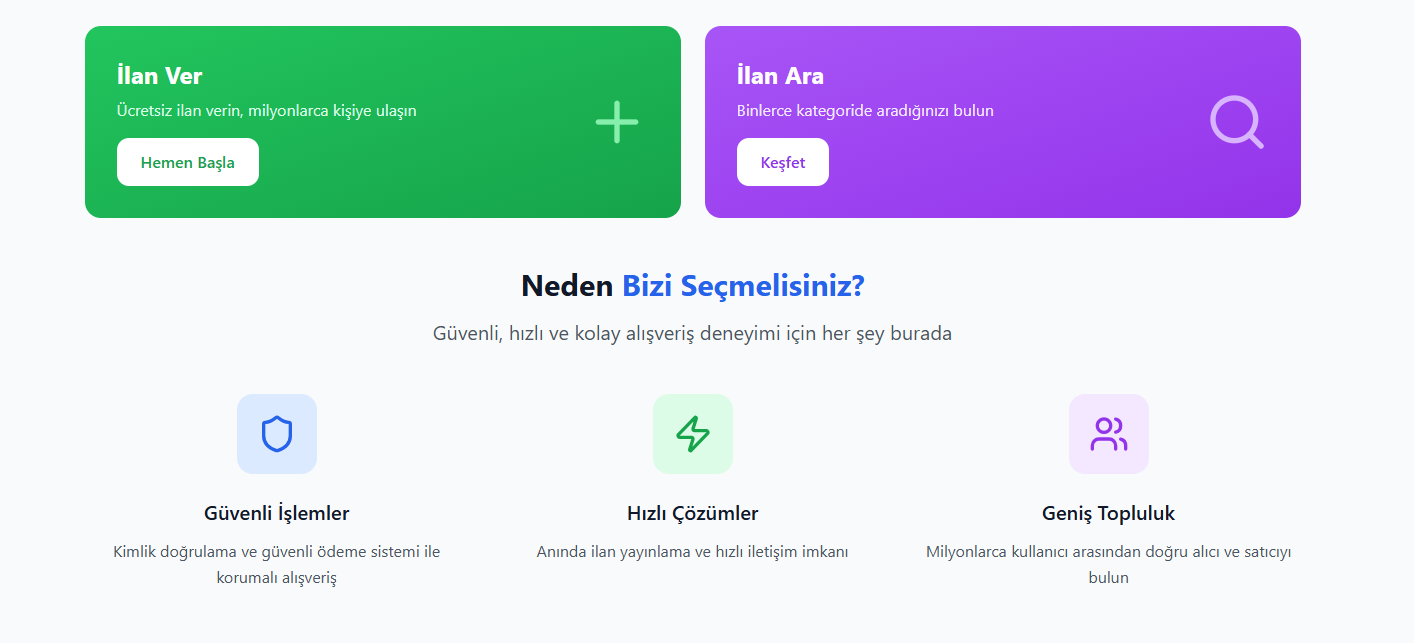 İlan Ver
Ücretsiz ilan verin, milyonlarca kişiye ulaşın
Hemen Başla
İlan Ara
Binlerce kategoride aradığınızı bulun
Keşfet
Neden Bizi Seçmelisiniz?
Güvenli, hızlı ve kolay alışveriş deneyimi için her şey burada
Güvenli İşlemler
Kimlik doğrulama ve güvenli ödeme sistemi ile
korumalı alışveriş
Hızlı Çözümler
Anında ilan yayınlama ve hızlı iletişim imkanı
Geniş Topluluk
Milyonlarca kullanıcı arasından doğru alıcı ve satıcıyı
bulun